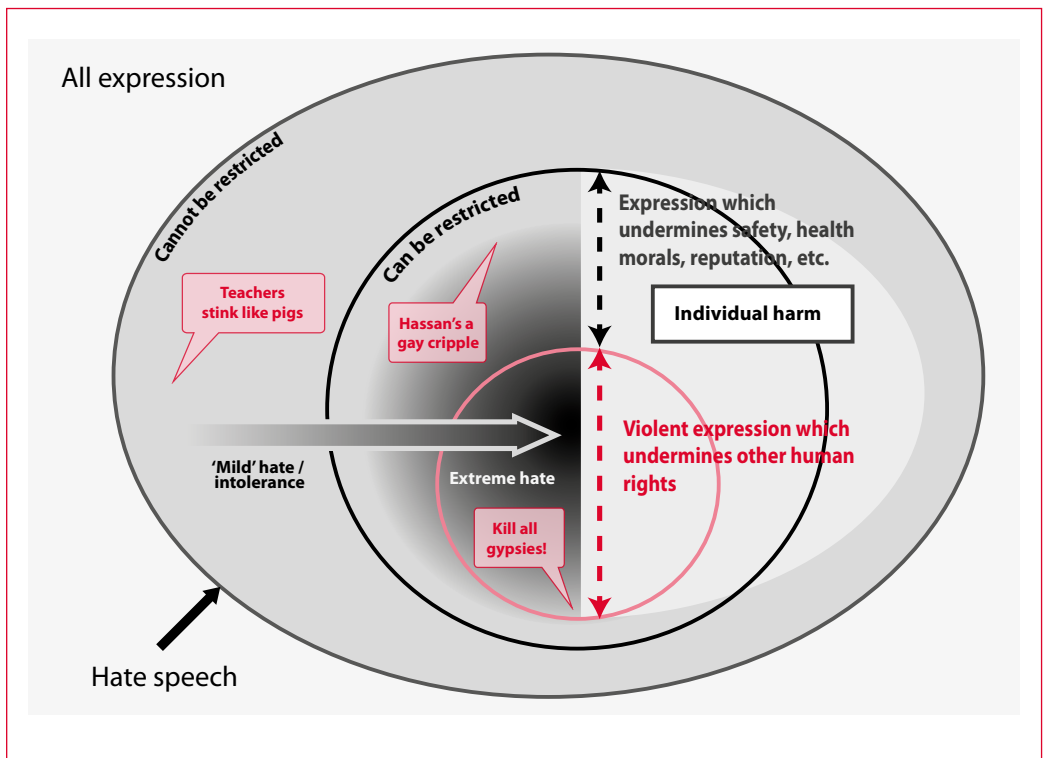 All expression
Cannot be restricted
Can be restricted
Expression which
undermines safety, health
morals, reputation, etc.
Teachers
stink like pigs
Hassan's a
gay cripple
Individual harm
Violent expression which
undermines other human
rights
'Mild' hate /
intolerance
Extreme hate
Kill all
gypsies!
Hate speech